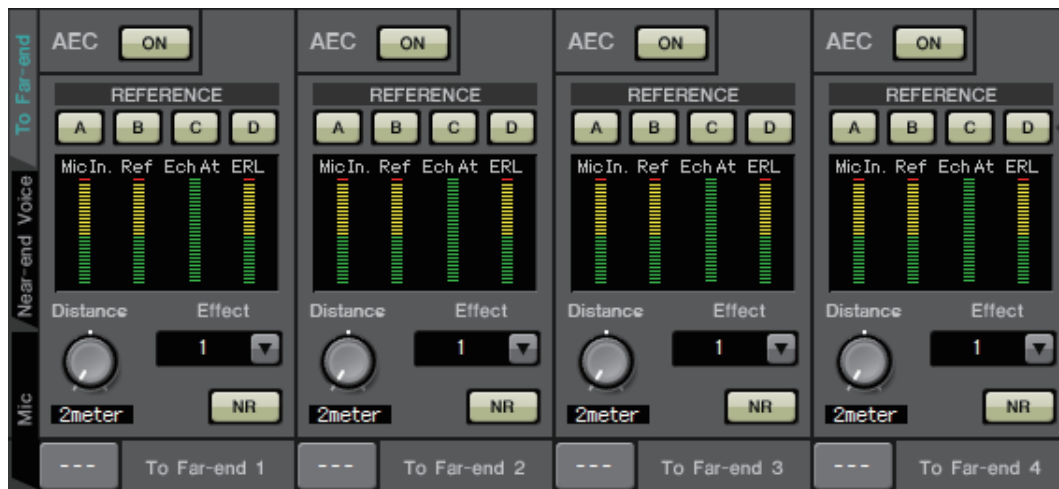 To Far-end
Near-end Voice
Mic
AEC ON
REFERENCE
A B C D
MicIn. Ref EchAt ERL
Distance Effect
1
NR
2meter
--- To Far-end 1
AEC ON
REFERENCE
A B C D
MicIn. Ref EchAt ERL
Distance Effect
1
NR
2meter
--- To Far-end 2
AEC ON
REFERENCE
A B C D
MicIn. Ref EchAt ERL
Distance Effect
1
NR
2meter
--- To Far-end 3
AEC ON
REFERENCE
A B C D
MicIn. Ref EchAt ERL
Distance Effect
1
NR
2meter
--- To Far-end 4